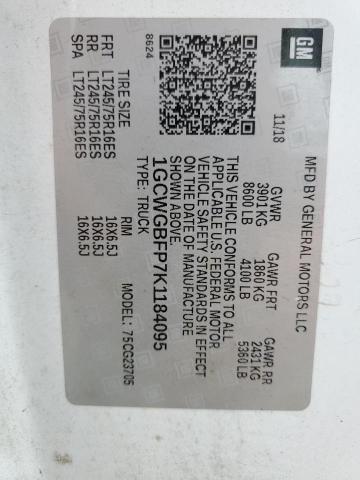 GM
MFD BY GENERAL MOTORS LLC
11/18
GVWR GAWR FRT GAWR RR
3901 KG 1860 KG 2431 KG
8600 LB 4100 LB 5360 LB
THIS VEHICLE CONFORMS TO ALL
APPLICABLE U.S. FEDERAL MOTOR
VEHICLE SAFETY STANDARDS IN EFFECT
ON THE DATE OF MANUFACTURE
SHOWN ABOVE.
1GCWGBFP7K1184095
TYPE: TRUCK
8624
MODEL: 75CG23705
TIRE SIZE RIM
FRT LT245/75R16ES 16X6.5J
RR LT245/75R16ES 16X6.5J
SPA LT245/75R16ES 16X6.5J